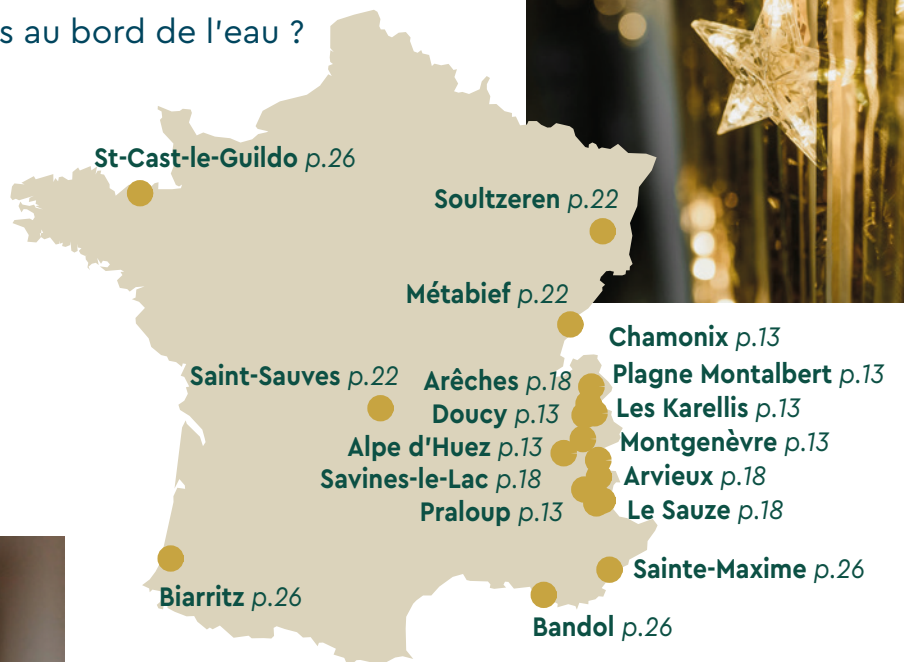 s au bord de l'eau ?
St-Cast-le-Guildo p.26
Soultzeren p.22
Métabief p.22
Chamonix p.13
Saint-Sauves p.22
Arêches p.18
Plagne Montalbert p.13
Doucy p.13
Les Karellis p.13
Alpe d'Huez p.13
Montgenèvre p.13
Savines-le-Lac p.18
Arvieux p.18
Praloup p.13
Le Sauze p.18
Sainte-Maxime p.26
Biarritz p.26
Bandol p.26